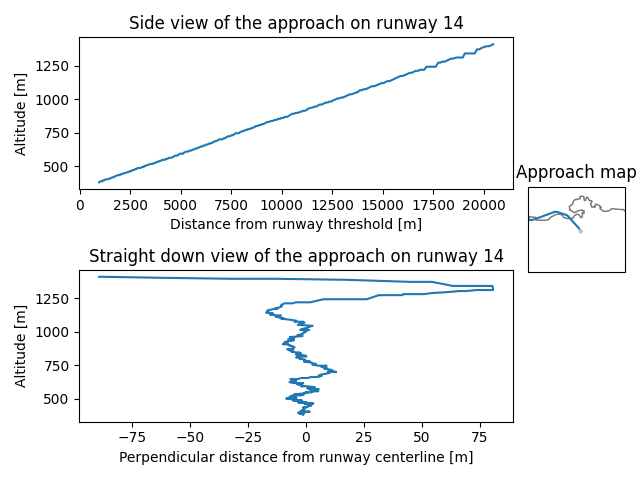 Side view of the approach on runway 14
Altitude [m]
1250
1000
750
500
0 2500 5000 7500 10000 12500 15000 17500 20000
Distance from runway threshold [m]
Approach map
Straight down view of the approach on runway 14
Altitude [m]
1250
1000
750
500
−75 −50 −25 0 25 50 75
Perpendicular distance from runway centerline [m]